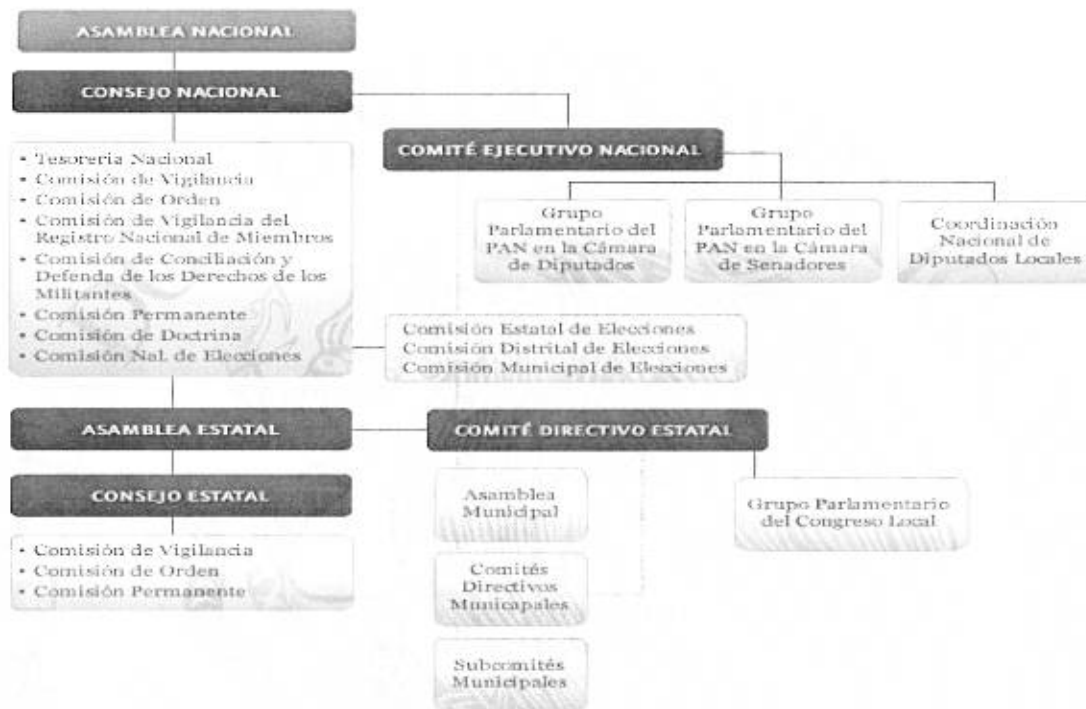 ASAMBLEA NACIONAL
CONSEJO NACIONAL
COMITÉ EJECUTIVO NACIONAL
• Tesorería Nacional
• Comisión de Vigilancia
• Comisión de Orden
• Comisión de Vigilancia del
Registro Nacional de Miembros
• Comisión de Conciliación y
Defenda de los Derechos de los
Militantes
• Comisión Permanente
• Comisión de Doctrina
• Comisión Nal. de Elecciones
Grupo
Parlamentario del
PAN en la Cámara
de Diputados
Grupo
Parlamentario del
PAN en la Cámara
de Senadores
Coordinación
Nacional de
Diputados Locales
Comisión Estatal de Elecciones
Comisión Distrital de Elecciones
Comisión Municipal de Elecciones
ASAMBLEA ESTATAL
COMITÉ DIRECTIVO ESTATAL
CONSEJO ESTATAL
• Comisión de Vigilancia
• Comisión de Orden
• Comisión Permanente
Asamblea
Municipal
Grupo Parlamentario
del Congreso Local
Comités
Directivos
Municapales
Subcomités
Municipales